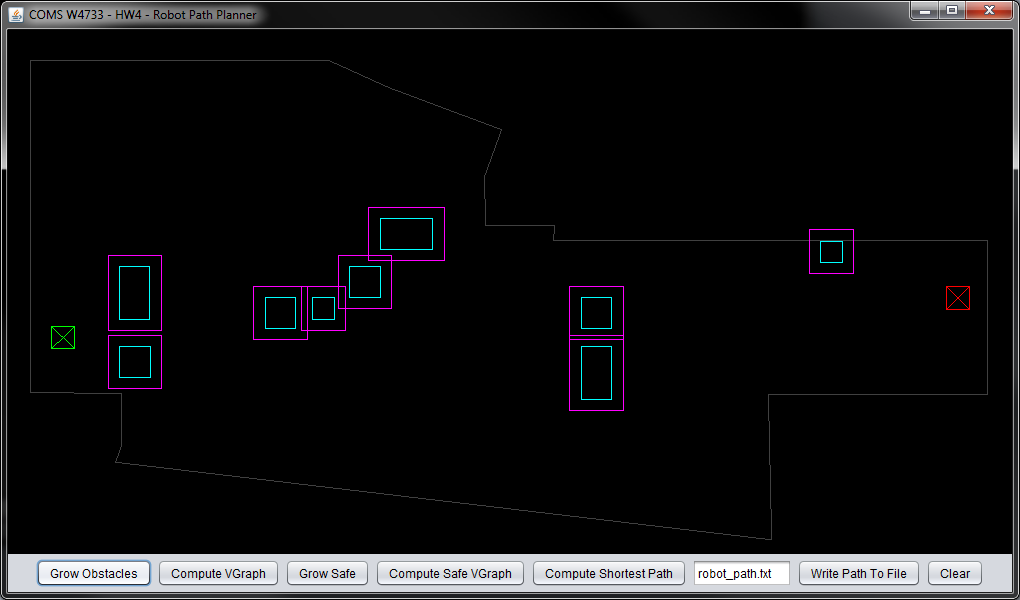 COMS W4733 - HW4 - Robot Path Planner
Grow Obstacles Compute VGraph Grow Safe Compute Safe VGraph Compute Shortest Path robot_path.txt Write Path To File Clear